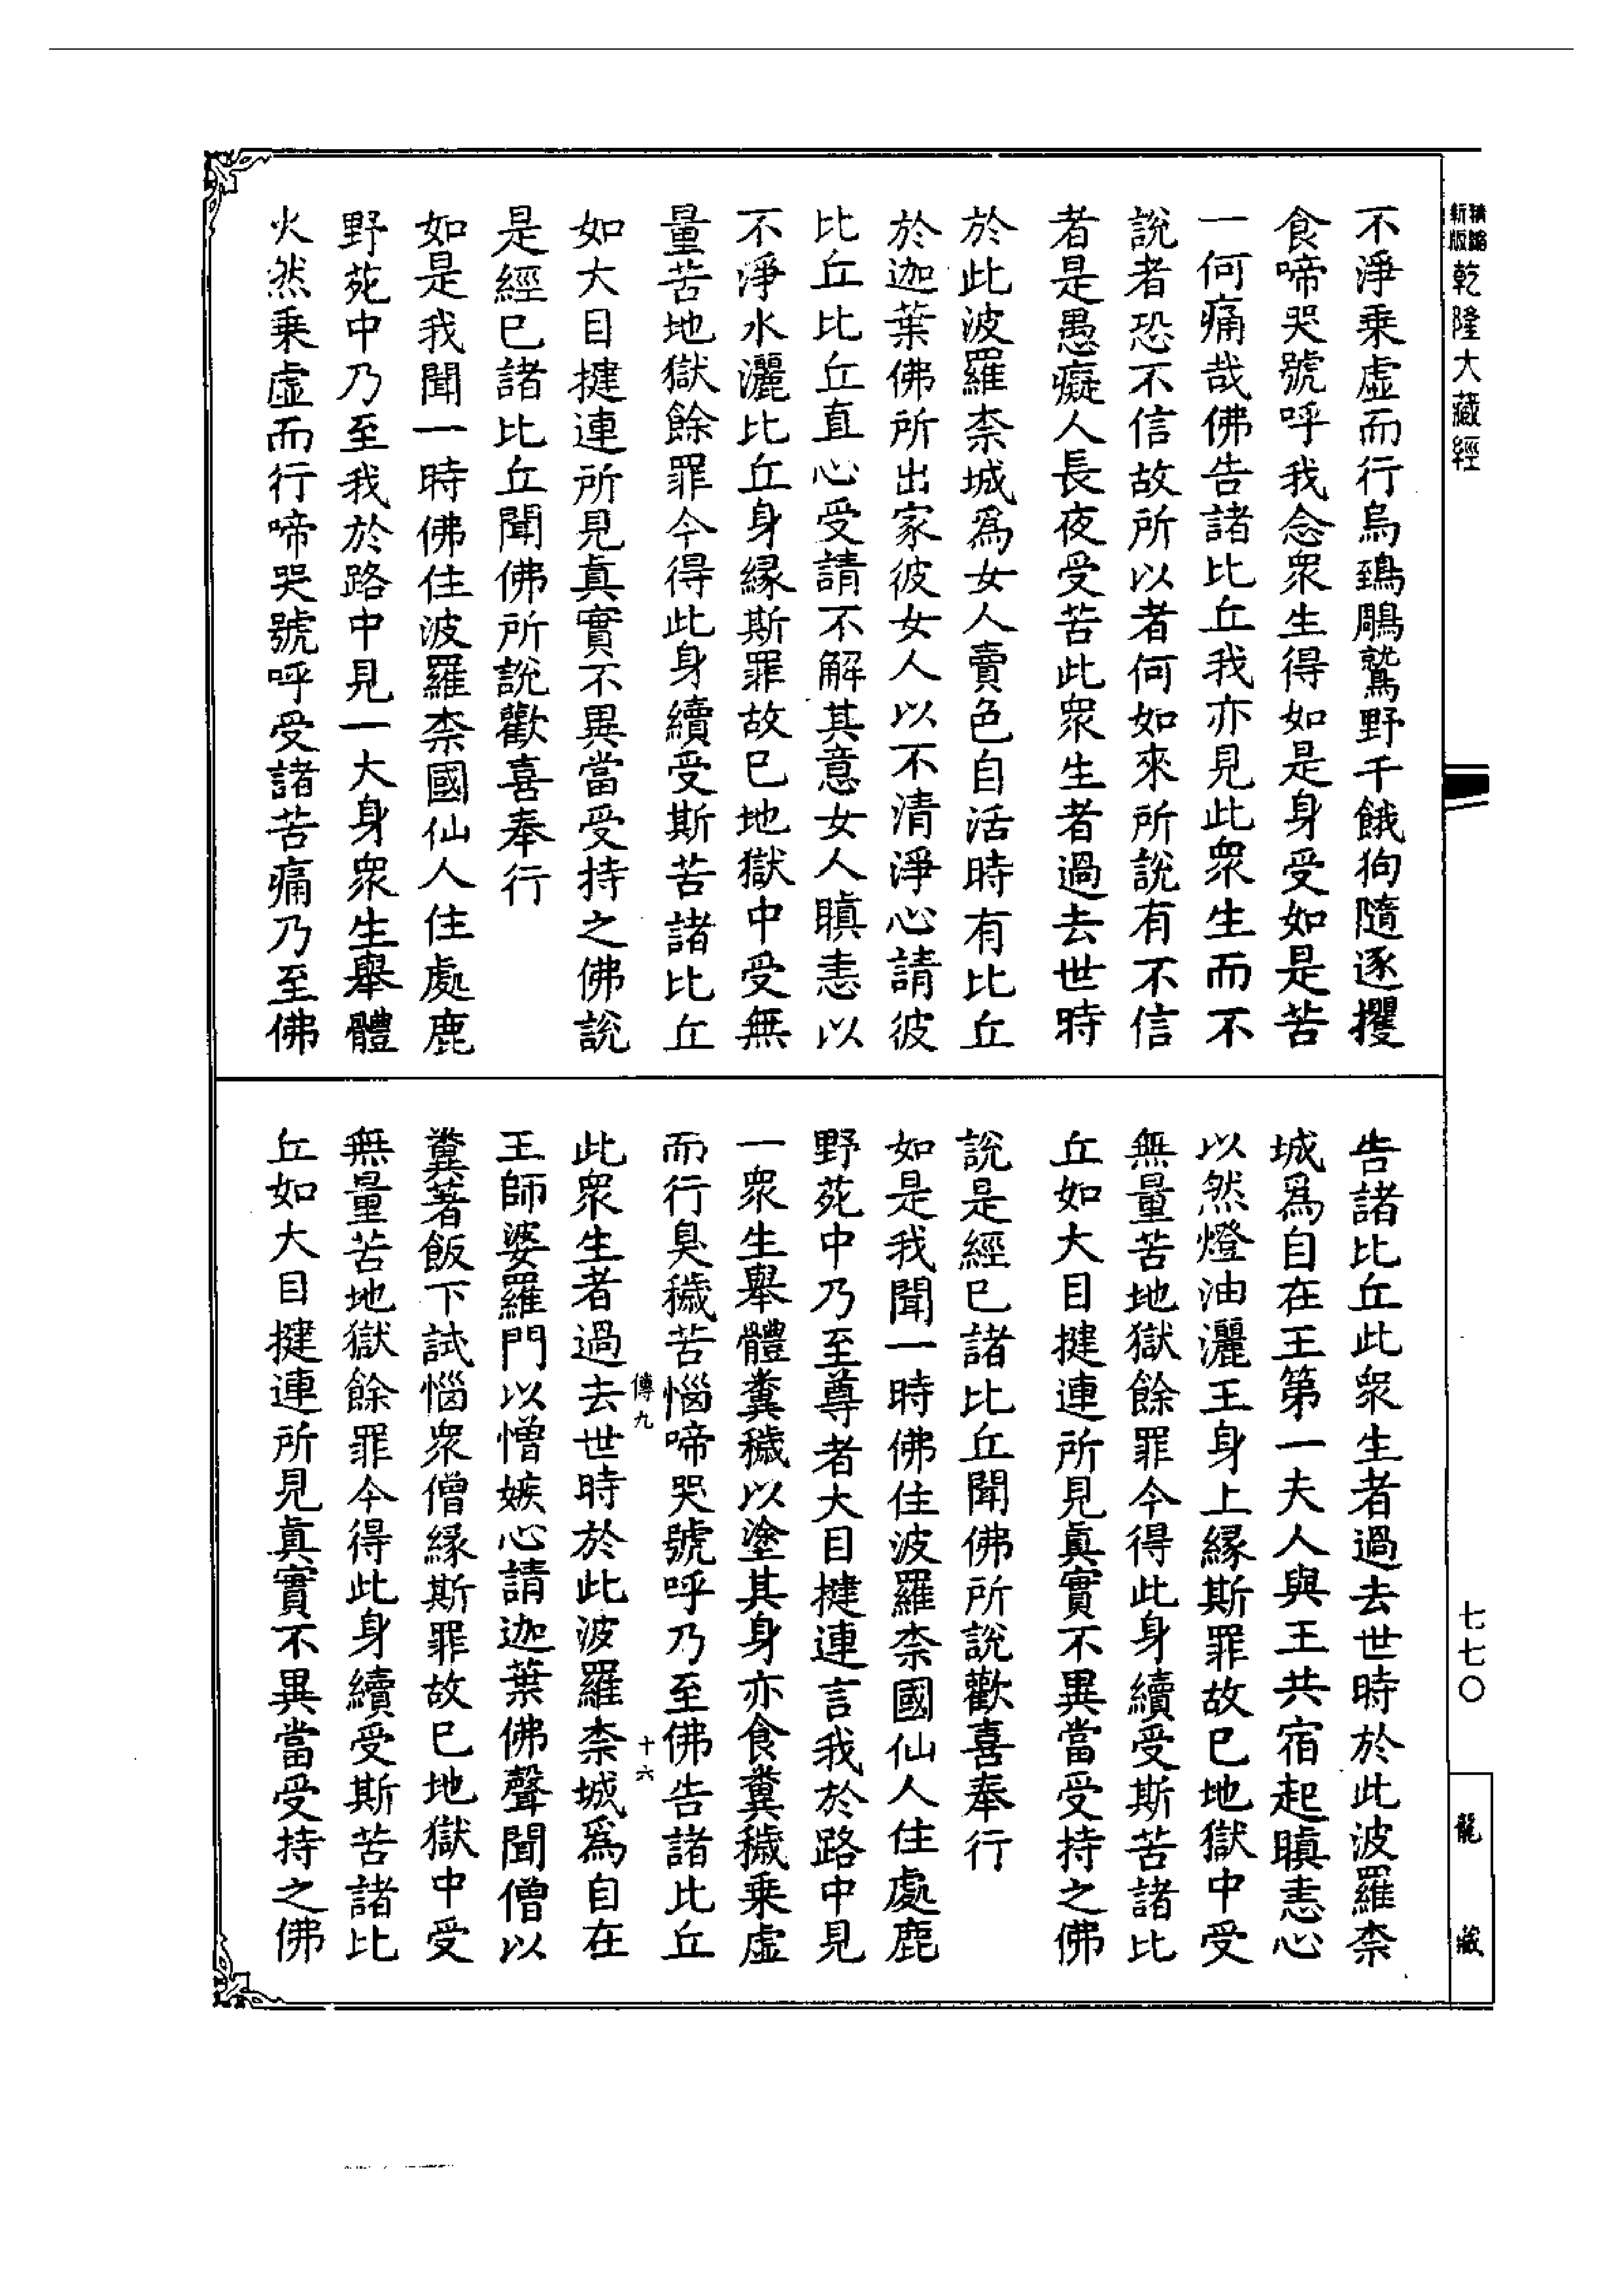 新版精縮乾隆大藏經
不淨乘虛而行烏鵄鵰鷲野干餓狗隨逐攫
食啼哭號呼我念衆生得如是身受如是苦
一何痛哉佛告諸比丘我亦見此衆生而不
說者恐不信故所以者何如來所說有不信
者是愚癡人長夜受苦此衆生者過去世時
於此波羅柰城爲女人賣色自活時有比丘
於迦葉佛所出家彼女人以不清淨心請彼
比丘比丘直心受請不解其意女人瞋恚以
不淨水灑比丘身緣斯罪故已地獄中受無
量苦地獄餘罪今得此身續受斯苦諸比丘
如大目揵連所見真實不異當受持之佛說
是經已諸比丘聞佛所說歡喜奉行
如是我聞一時佛住波羅柰國仙人住處鹿
野苑中乃至我於路中見一大身衆生舉體
火然乘虛而行啼哭號呼受諸苦痛乃至佛
告諸比丘此衆生者過去世時於此波羅柰
城爲自在王第一夫人與王共宿起瞋恚心
以然燈油灑王身上緣斯罪故已地獄中受
無量苦地獄餘罪今得此身續受斯苦諸比
丘如大目揵連所見真實不異當受持之佛
說是經已諸比丘聞佛所說歡喜奉行
如是我聞一時佛住波羅柰國仙人住處鹿
野苑中乃至尊者大目揵連言我於路中見
一衆生舉體糞穢以塗其身亦食糞穢乘虛
而行臭穢苦惱啼哭號呼乃至佛告諸比丘
傳九 十六
此衆生者過去世時於此波羅柰城爲自在
王師婆羅門以憎嫉心請迦葉佛聲聞僧以
糞著飯下試惱衆僧緣斯罪故已地獄中受
無量苦地獄餘罪今得此身續受斯苦諸比
丘如大目揵連所見真實不異當受持之佛
七七〇
龍藏